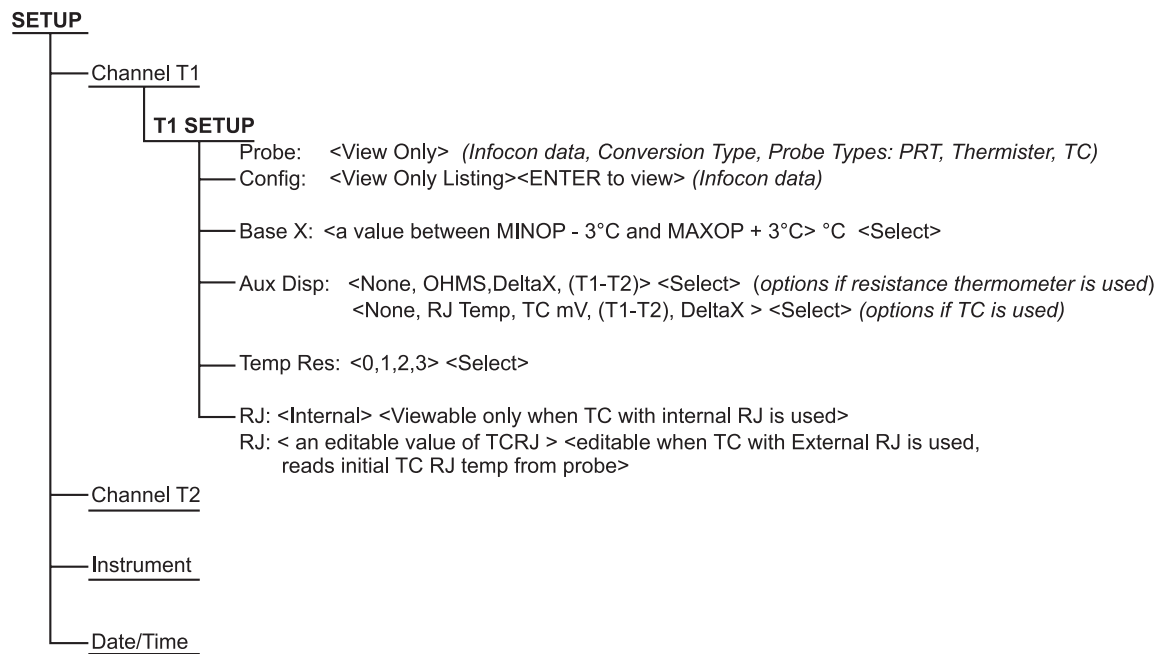 SETUP
Channel T1
T1 SETUP
Probe: <View Only> (Infocon data, Conversion Type, Probe Types: PRT, Thermister, TC)
Config: <View Only Listing><ENTER to view> (Infocon data)
Base X: <a value between MINOP - 3°C and MAXOP + 3°C> °C <Select>
Aux Disp: <None, OHMS,DeltaX, (T1-T2)> <Select> (options if resistance thermometer is used)
<None, RJ Temp, TC mV, (T1-T2), DeltaX > <Select> (options if TC is used)
Temp Res: <0,1,2,3> <Select>
RJ: <Internal> <Viewable only when TC with internal RJ is used>
RJ: < an editable value of TCRJ > <editable when TC with External RJ is used,
reads initial TC RJ temp from probe>
Channel T2
Instrument
Date/Time